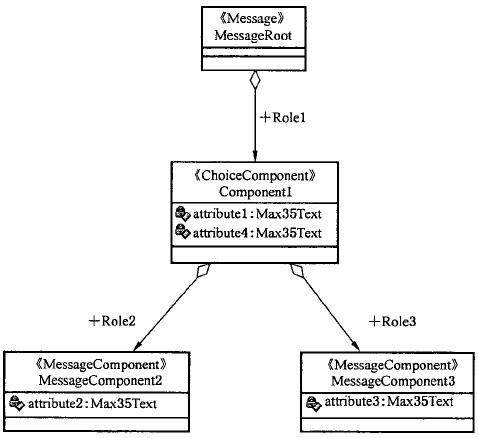 《Message》
MessageRoot
+Role1
《ChoiceComponent》
Component1
attribute1:Max35Text
attribute4:Max35Text
+Role2
+Role3
《MessageComponent》
MessageComponent2
attribute2:Max35Text
《MessageComponent》
MessageComponent3
attribute3:Max35Text